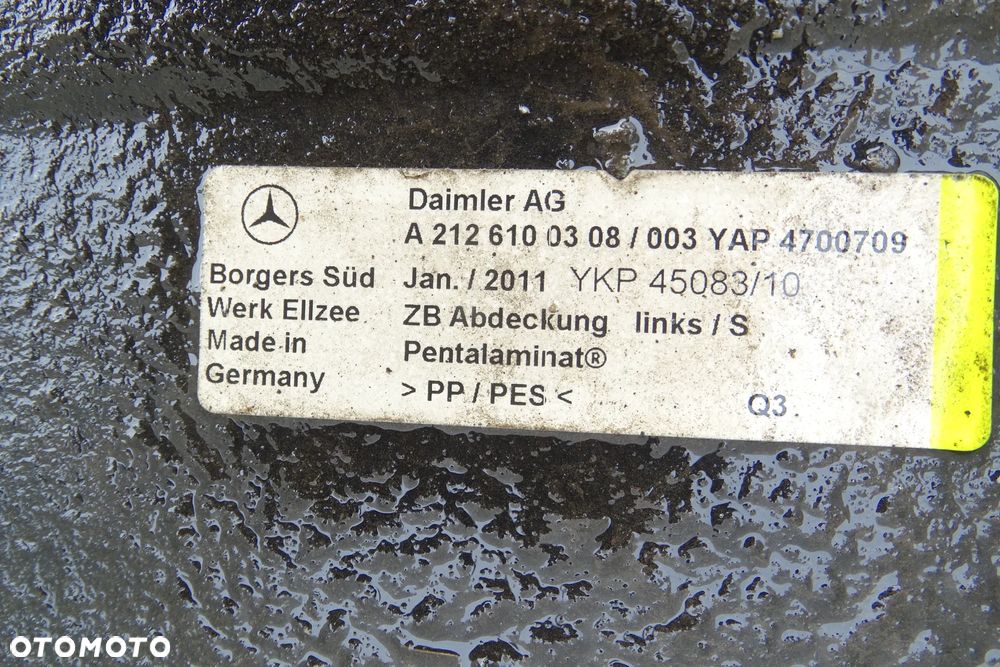 Daimler AG
A 212 610 03 08 / 003 YAP 4700709
Borgers Süd
Jan. / 2011 YKP 45083/10
Werk Ellzee
ZB Abdeckung links / S
Made in
Pentalaminat®
Germany
> PP / PES <
Q3
OTOMOTO